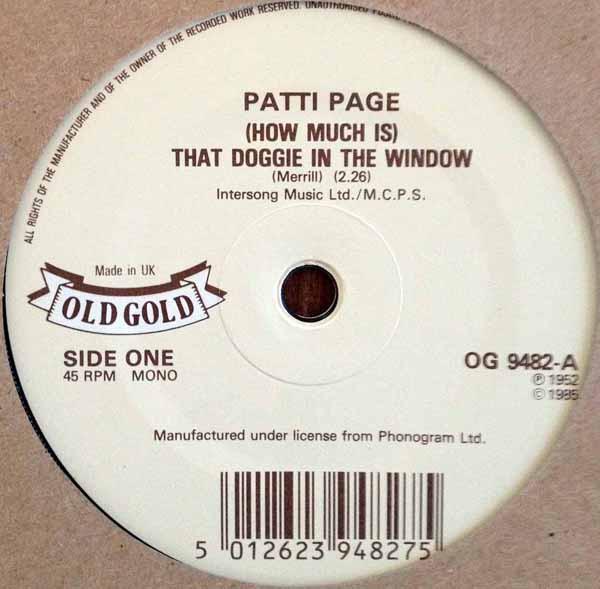 ALL RIGHTS OF THE MANUFACTURER AND OF THE OWNER OF THE RECORDED WORK RESERVED. UNAUTHORISED
PATTI PAGE
(HOW MUCH IS)
THAT DOGGIE IN THE WINDOW
(Merrill) (2.26)
Intersong Music Ltd./M.C.P.S.
Made in UK
OLD GOLD
SIDE ONE
45 RPM MONO
OG 9482-A
Ⓟ 1952
© 1985
Manufactured under license from Phonogram Ltd.
5 012623 948275